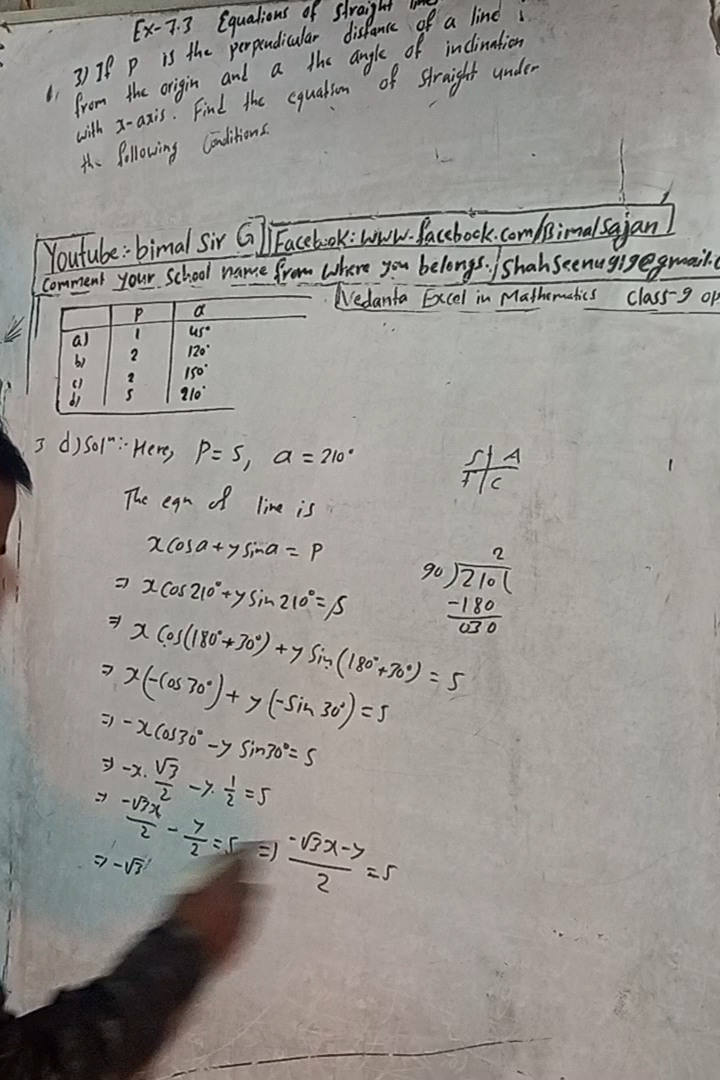 Ex-7.3 Equations of straight line
3) If P is the perpendicular distance of a line
from the origin and a the angle of inclination
with x-axis. Find the equation of straight under
the following Conditions.
Youtube:- bimal Sir G Facebook: www.facebook.com/Bimalsajan
Comment your School name from where you belongs. shahseenu919@gmail.c
Vedanta Excel in Mathematics Class-9 op
P a
a) 1 45°
b) 2 120°
c) 2 150°
d) 5 210°
3 d) Solⁿ:- Here, P=5, a = 210°
S A
T C
The eqn of line is
x cos a + y sin a = P
⇒ x cos 210° + y sin 210° = 5
2
90)210(
-180
030
⇒ x cos(180°+30°) + y sin(180°+30°) = 5
⇒ x(-cos 30°) + y(-sin 30°) = 5
⇒ -x cos30° - y sin30° = 5
⇒ -x. √3/2 - y. 1/2 = 5
⇒ -√3x/2 - y/2 = 5 ⇒ -√3x-y/2 = 5
⇒ -√3